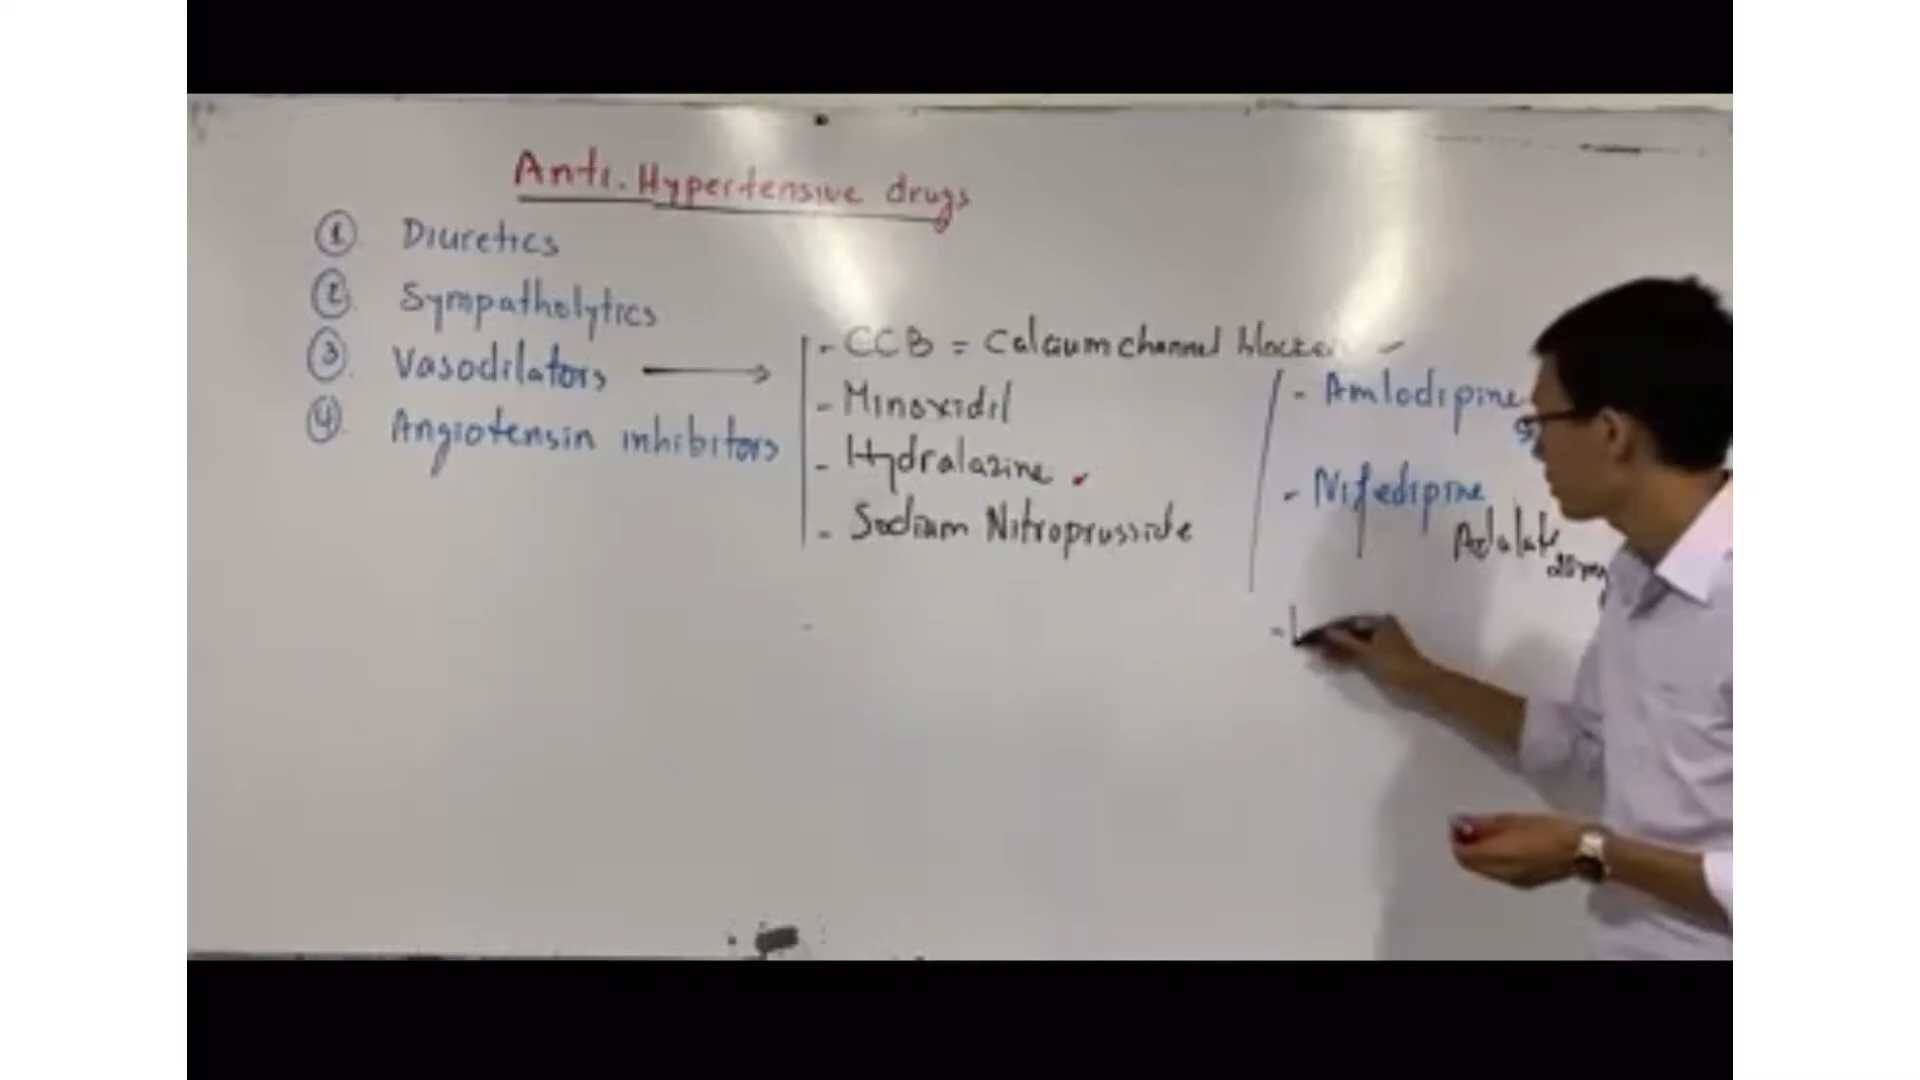 Anti-Hypertensive drugs
① Diuretics
② Sympatholytics
③ Vasodilators →
④ Angiotensin inhibitors
- CCB = Calcium channel blocker
- Minoxidil
- Hydralazine
- Sodium Nitroprusside
- Amlodipine
- Nifedipine
Adalat
20mg